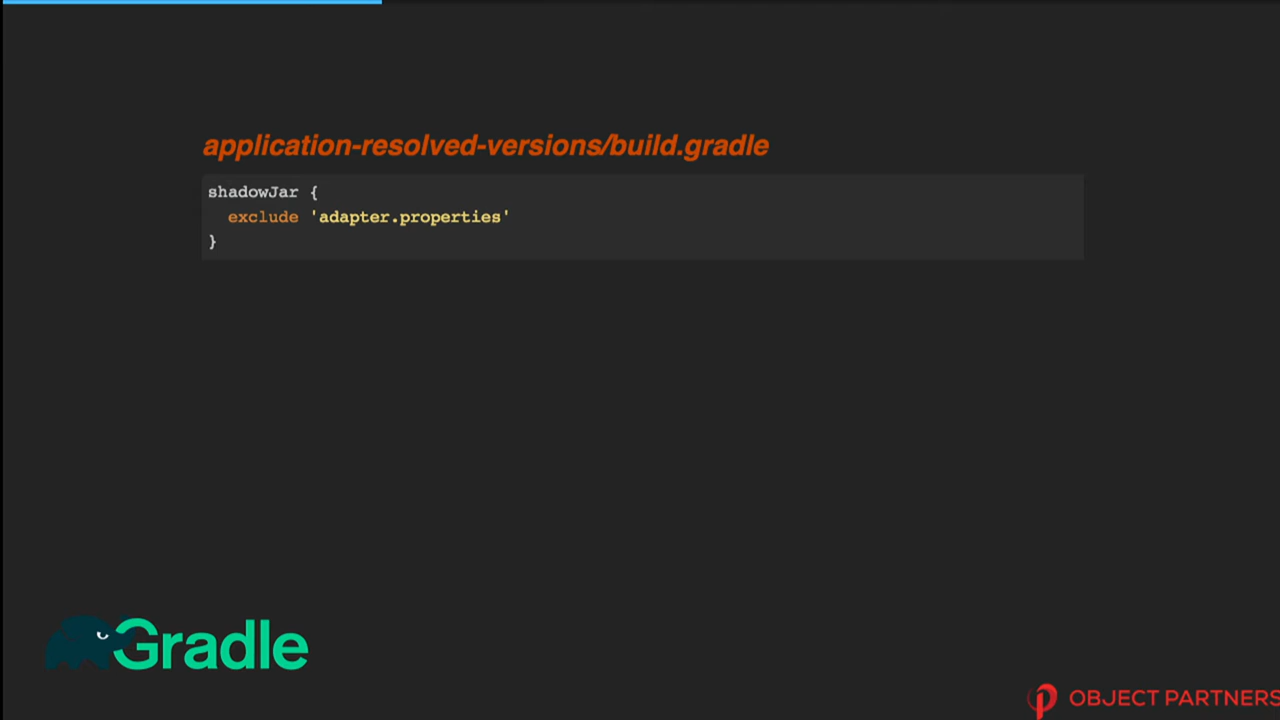 application-resolved-versions/build.gradle
shadowJar {
  exclude 'adapter.properties'
}
Gradle
OBJECT PARTNERS